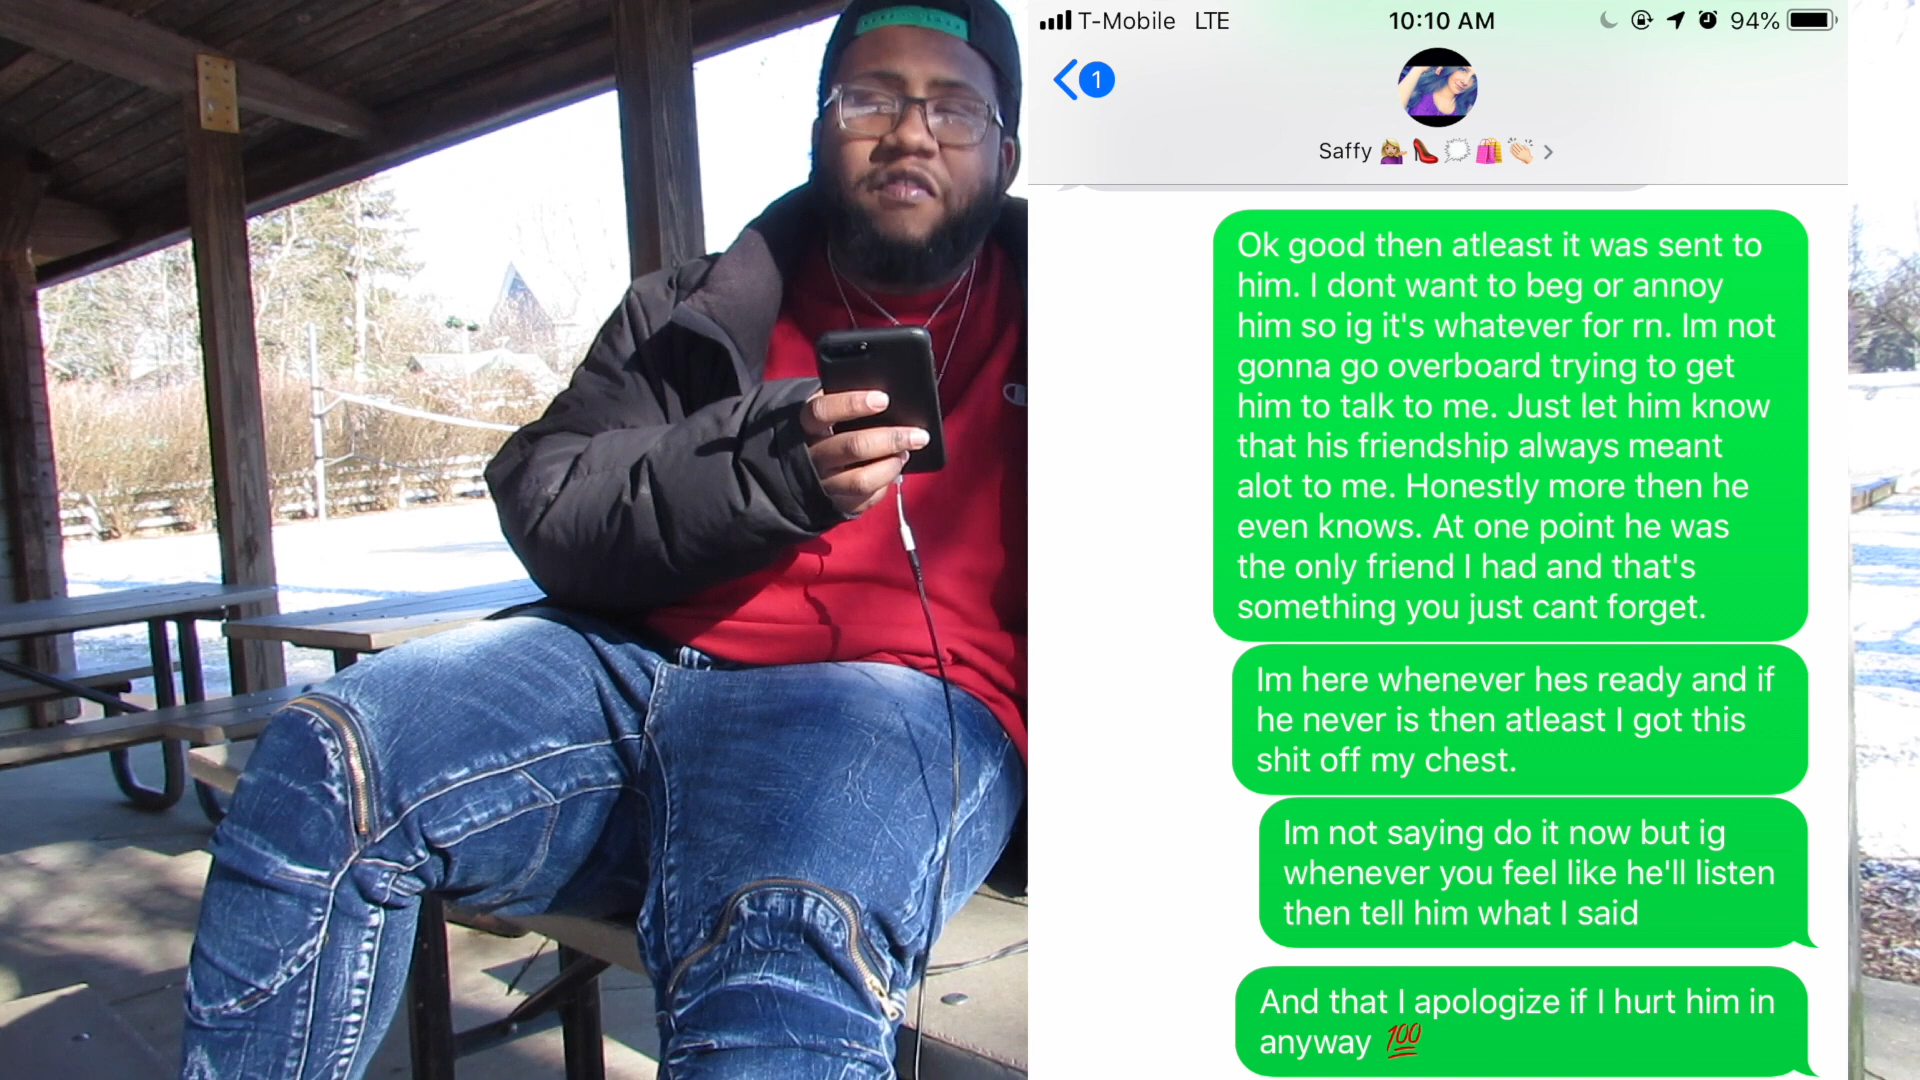 T-Mobile LTE 10:10 AM 94%
1
Saffy 💁🏼‍♀️👠🗯🛍👏🏻 >
Ok good then atleast it was sent to
him. I dont want to beg or annoy
him so ig it's whatever for rn. Im not
gonna go overboard trying to get
him to talk to me. Just let him know
that his friendship always meant
alot to me. Honestly more then he
even knows. At one point he was
the only friend I had and that's
something you just cant forget.
Im here whenever hes ready and if
he never is then atleast I got this
shit off my chest.
Im not saying do it now but ig
whenever you feel like he'll listen
then tell him what I said
And that I apologize if I hurt him in
anyway 💯